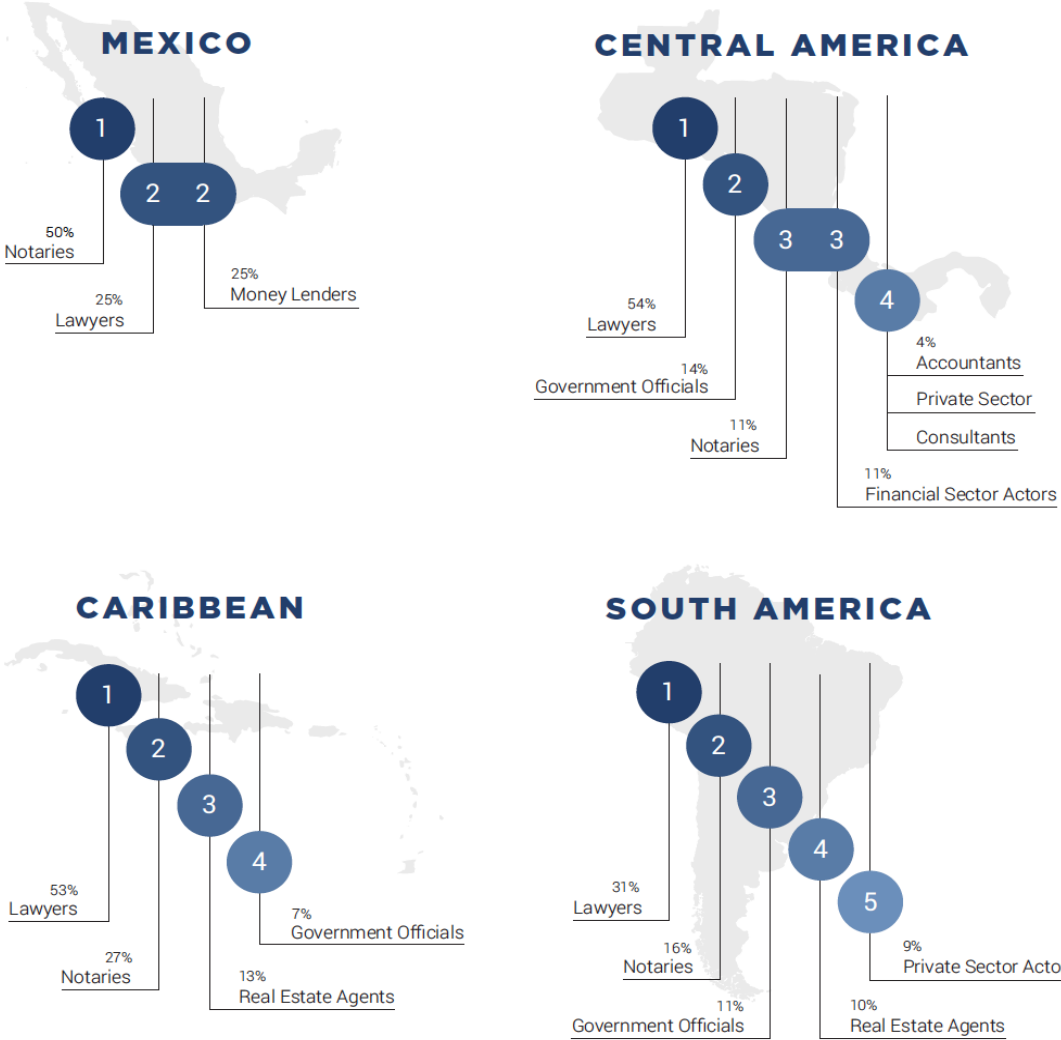 MEXICO
1
2 2
50%
Notaries
25%
Lawyers
25%
Money Lenders
CENTRAL AMERICA
1
2
3 3
4
54%
Lawyers
14%
Government Officials
11%
Notaries
4%
Accountants
Private Sector
Consultants
11%
Financial Sector Actors
CARIBBEAN
1
2
3
4
53%
Lawyers
27%
Notaries
7%
Government Officials
13%
Real Estate Agents
SOUTH AMERICA
1
2
3
4
5
31%
Lawyers
16%
Notaries
11%
Government Officials
9%
Private Sector Acto
10%
Real Estate Agents